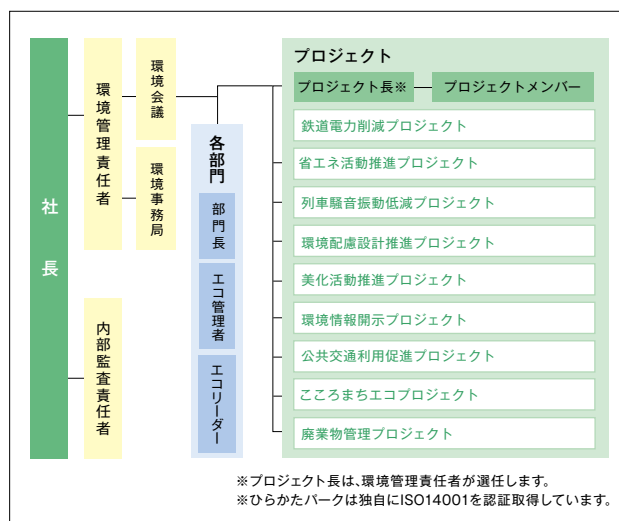 社長
環境管理責任者
内部監査責任者
環境会議
環境事務局
各部門
部門長
エコ管理者
エコリーダー
プロジェクト
プロジェクト長※
プロジェクトメンバー
鉄道電力削減プロジェクト
省エネ活動推進プロジェクト
列車騒音振動低減プロジェクト
環境配慮設計推進プロジェクト
美化活動推進プロジェクト
環境情報開示プロジェクト
公共交通利用促進プロジェクト
こころまちエコプロジェクト
廃棄物管理プロジェクト
※プロジェクト長は、環境管理責任者が選任します。
※ひらかたパークは独自にISO14001を認証取得しています。